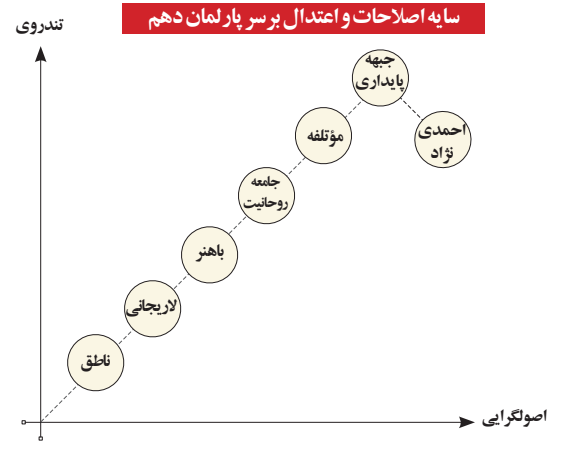 سایه اصلاحات و اعتدال بر سر پارلمان دهم
تندروی
جبهه
پایداری
احمدی
نژاد
مؤتلفه
جامعه
روحانیت
باهنر
لاریجانی
ناطق
اصولگرایی